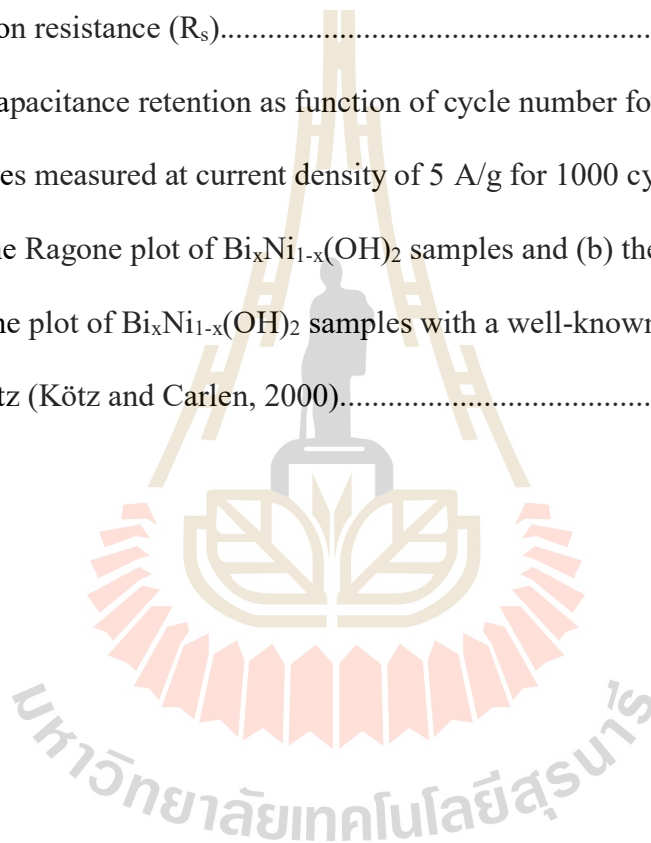 on resistance (Rₛ)..........................................................
apacitance retention as function of cycle number fo
es measured at current density of 5 A/g for 1000 cy
ne Ragone plot of BiₓNi₁₋ₓ(OH)₂ samples and (b) the
ne plot of BiₓNi₁₋ₓ(OH)₂ samples with a well-known
tz (Kötz and Carlen, 2000).......................................
มหาวิทยาลัยเทคโนโลยีสุรนารี